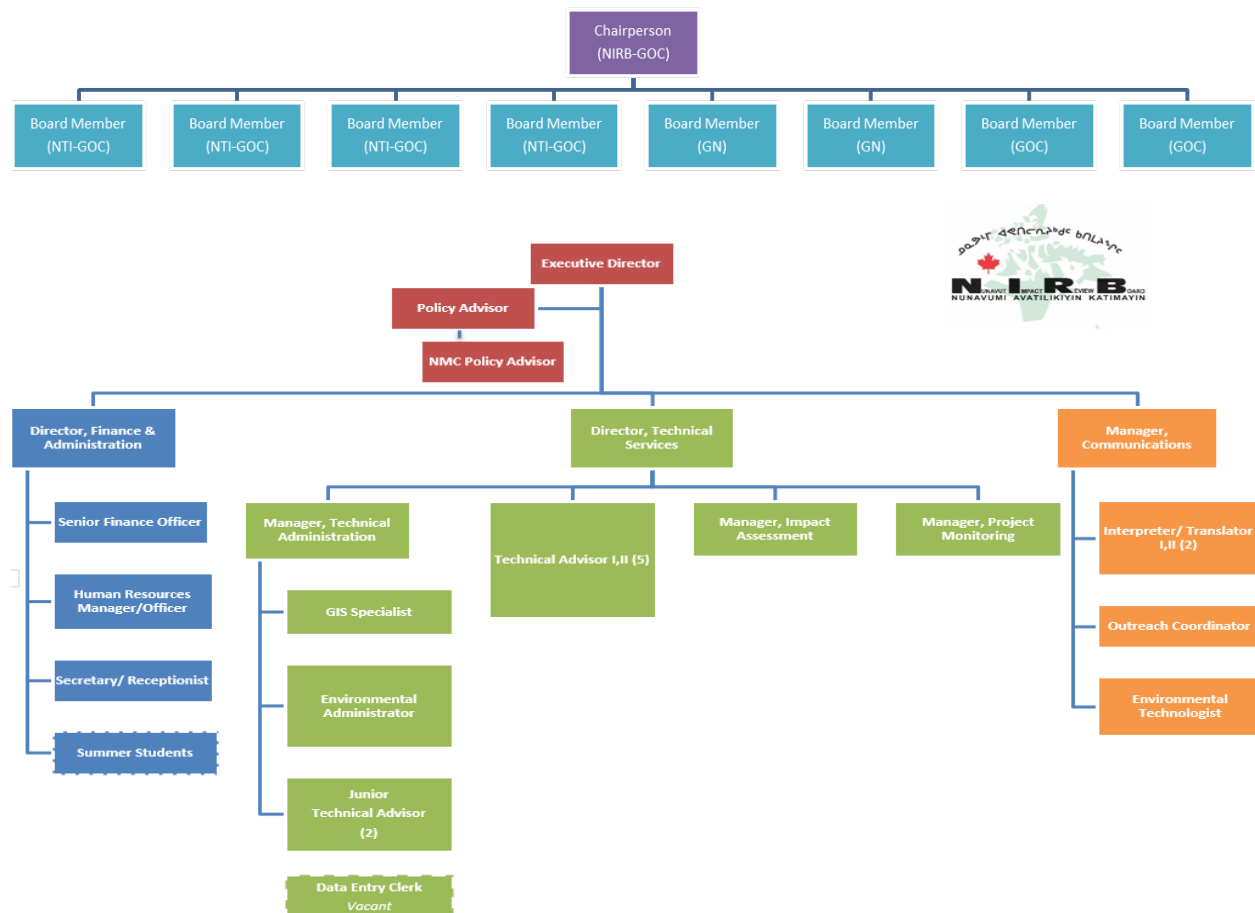 Chairperson
(NIRB-GOC)
Board Member
(NTI-GOC)
Board Member
(NTI-GOC)
Board Member
(NTI-GOC)
Board Member
(NTI-GOC)
Board Member
(GN)
Board Member
(GN)
Board Member
(GOC)
Board Member
(GOC)
NUNAVUT IMPACT REVIEW BOARD
NUNAVUMI AVATILIKIYIN KATIMAYIN
Executive Director
Policy Advisor
NMC Policy Advisor
Director, Finance &
Administration
Senior Finance Officer
Human Resources
Manager/Officer
Secretary/ Receptionist
Summer Students
Director, Technical
Services
Manager, Technical
Administration
GIS Specialist
Environmental
Administrator
Junior
Technical Advisor
(2)
Data Entry Clerk
Vacant
Technical Advisor I,II (5)
Manager, Impact
Assessment
Manager, Project
Monitoring
Manager,
Communications
Interpreter/ Translator
I,II (2)
Outreach Coordinator
Environmental
Technologist